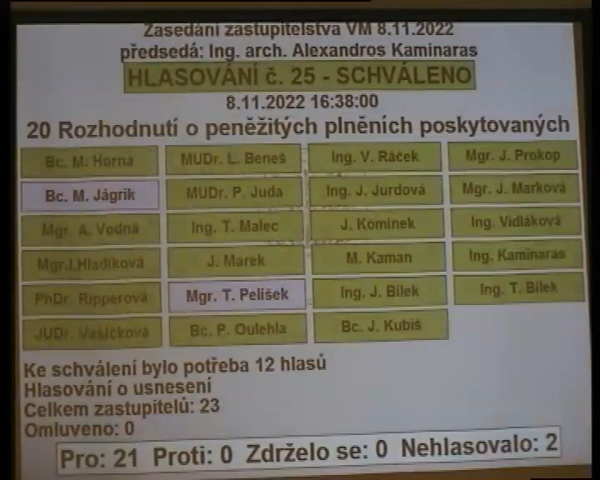 Zasedání zastupitelstva VM 8.11.2022
předsedá: Ing. arch. Alexandros Kaminaras
HLASOVÁNÍ č. 25 - SCHVÁLENO
8.11.2022 16:38:00
20 Rozhodnutí o peněžitých plněních poskytovaných
Bc. M. Horná MUDr. L. Beneš Ing. V. Ráček Mgr. J. Prokop
Bc. M. Jágrik MUDr. P. Juda Ing. J. Jurdová Mgr. J. Marková
Mgr. A. Vodná Ing. T. Malec J. Komínek Ing. Vidláková
Mgr.I.Hladíková J. Marek M. Kaman Ing. Kaminaras
PhDr. Ripperová Mgr. T. Pelíšek Ing. J. Bílek Ing. T. Bílek
JUDr. Vašíčková Bc. P. Oulehla Bc. J. Kubiš
Ke schválení bylo potřeba 12 hlasů
Hlasování o usnesení
Celkem zastupitelů: 23
Omluveno: 0
Pro: 21 Proti: 0 Zdrželo se: 0 Nehlasovalo: 2